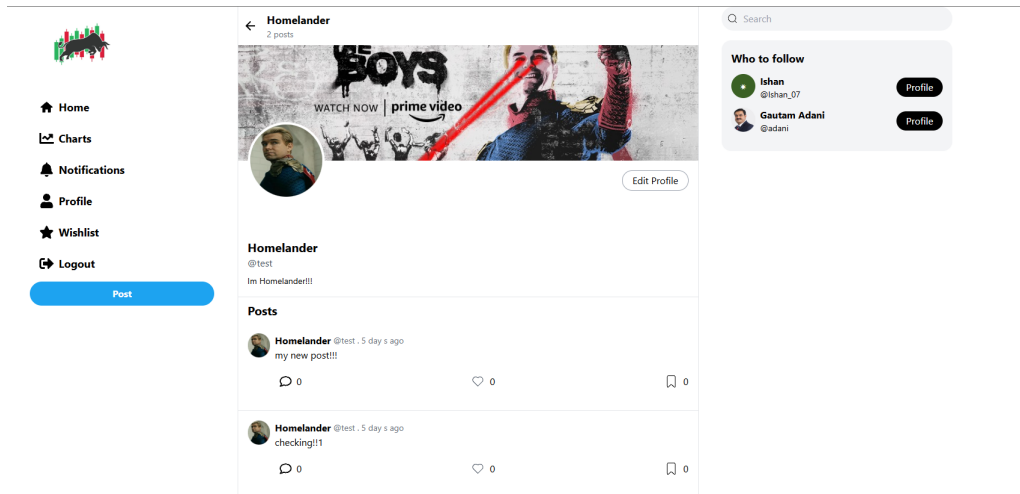 Home
Charts
Notifications
Profile
Wishlist
Logout
Post
Homelander
2 posts
THE
BOYS
WATCH NOW | prime video
Edit Profile
Homelander
@test
Im Homelander!!!
Posts
Homelander @test . 5 day s ago
my new post!!!
0 0 0
Homelander @test . 5 day s ago
checking!!1
0 0 0
Search
Who to follow
Ishan
@Ishan_07
Profile
Gautam Adani
@adani
Profile